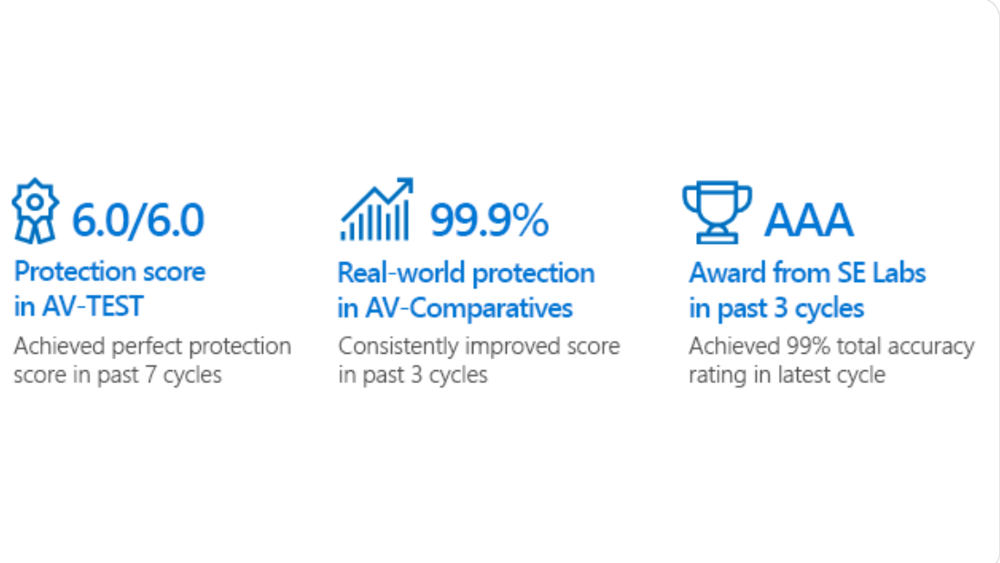 6.0/6.0
Protection score
in AV-TEST
Achieved perfect protection
score in past 7 cycles
99.9%
Real-world protection
in AV-Comparatives
Consistently improved score
in past 3 cycles
AAA
Award from SE Labs
in past 3 cycles
Achieved 99% total accuracy
rating in latest cycle